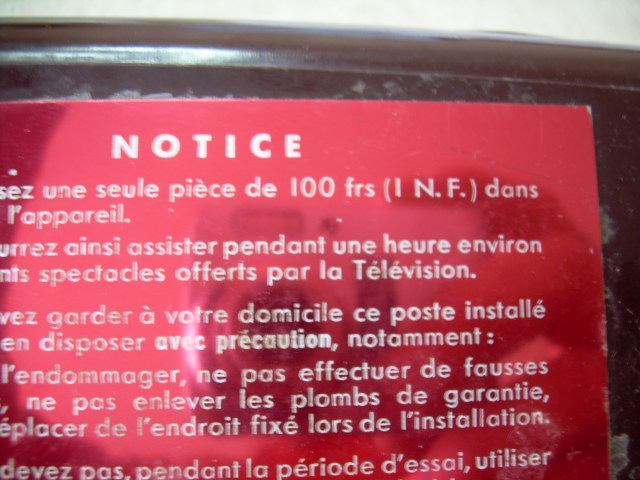 NOTICE
sez une seule pièce de 100 frs (1 N.F.) dans
l'appareil.
urrez ainsi assister pendant une heure environ
nts spectacles offerts par la Télévision.
vez garder à votre domicile ce poste installé
en disposer avec précaution, notamment :
l'endommager, ne pas effectuer de fausses
, ne pas enlever les plombs de garantie,
éplacer de l'endroit fixé lors de l'installation.
devez pas, pendant la période d'essai, utiliser